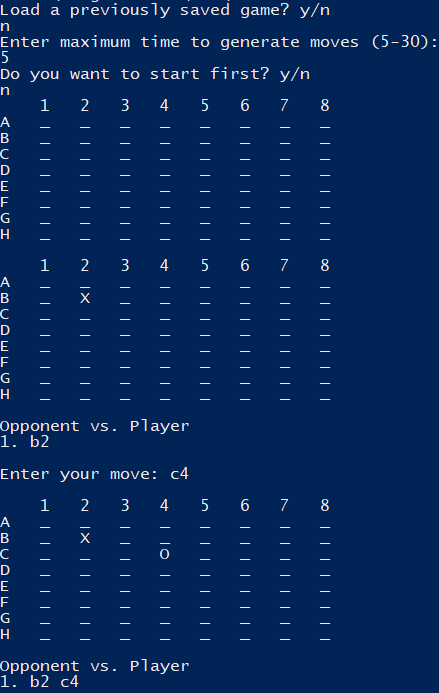 Load a previously saved game? y/n
n
Enter maximum time to generate moves (5-30):
5
Do you want to start first? y/n
n
    1   2   3   4   5   6   7   8
A   _   _   _   _   _   _   _   _
B   _   _   _   _   _   _   _   _
C   _   _   _   _   _   _   _   _
D   _   _   _   _   _   _   _   _
E   _   _   _   _   _   _   _   _
F   _   _   _   _   _   _   _   _
G   _   _   _   _   _   _   _   _
H   _   _   _   _   _   _   _   _
    1   2   3   4   5   6   7   8
A   _   _   _   _   _   _   _   _
B   _   X   _   _   _   _   _   _
C   _   _   _   _   _   _   _   _
D   _   _   _   _   _   _   _   _
E   _   _   _   _   _   _   _   _
F   _   _   _   _   _   _   _   _
G   _   _   _   _   _   _   _   _
H   _   _   _   _   _   _   _   _
Opponent vs. Player
1. b2
Enter your move: c4
    1   2   3   4   5   6   7   8
A   _   _   _   _   _   _   _   _
B   _   X   _   _   _   _   _   _
C   _   _   _   O   _   _   _   _
D   _   _   _   _   _   _   _   _
E   _   _   _   _   _   _   _   _
F   _   _   _   _   _   _   _   _
G   _   _   _   _   _   _   _   _
H   _   _   _   _   _   _   _   _
Opponent vs. Player
1. b2 c4